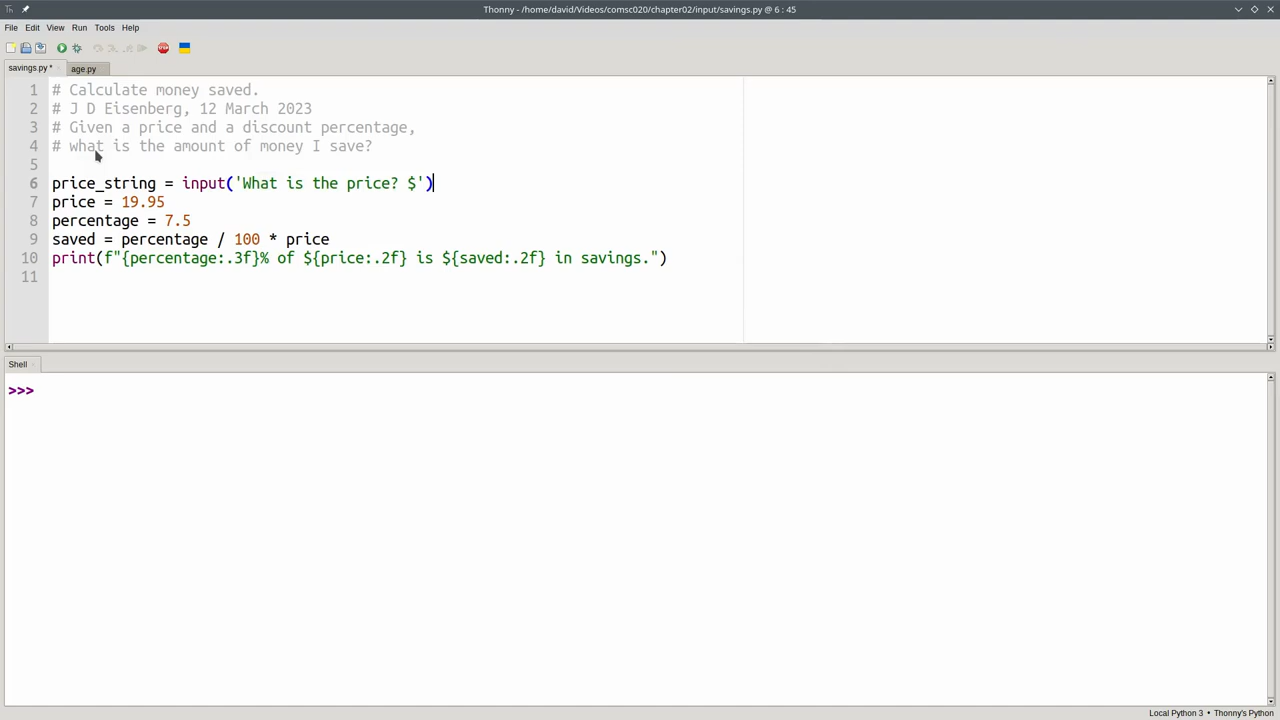 Thonny - /home/david/Videos/comsc020/chapter02/input/savings.py @ 6 : 45
File Edit View Run Tools Help
savings.py * age.py
1 # Calculate money saved.
2 # J D Eisenberg, 12 March 2023
3 # Given a price and a discount percentage,
4 # what is the amount of money I save?
5
6 price_string = input('What is the price? $')
7 price = 19.95
8 percentage = 7.5
9 saved = percentage / 100 * price
10 print(f"{percentage:.3f}% of ${price:.2f} is ${saved:.2f} in savings.")
11
Shell
>>>
Local Python 3 • Thonny's Python